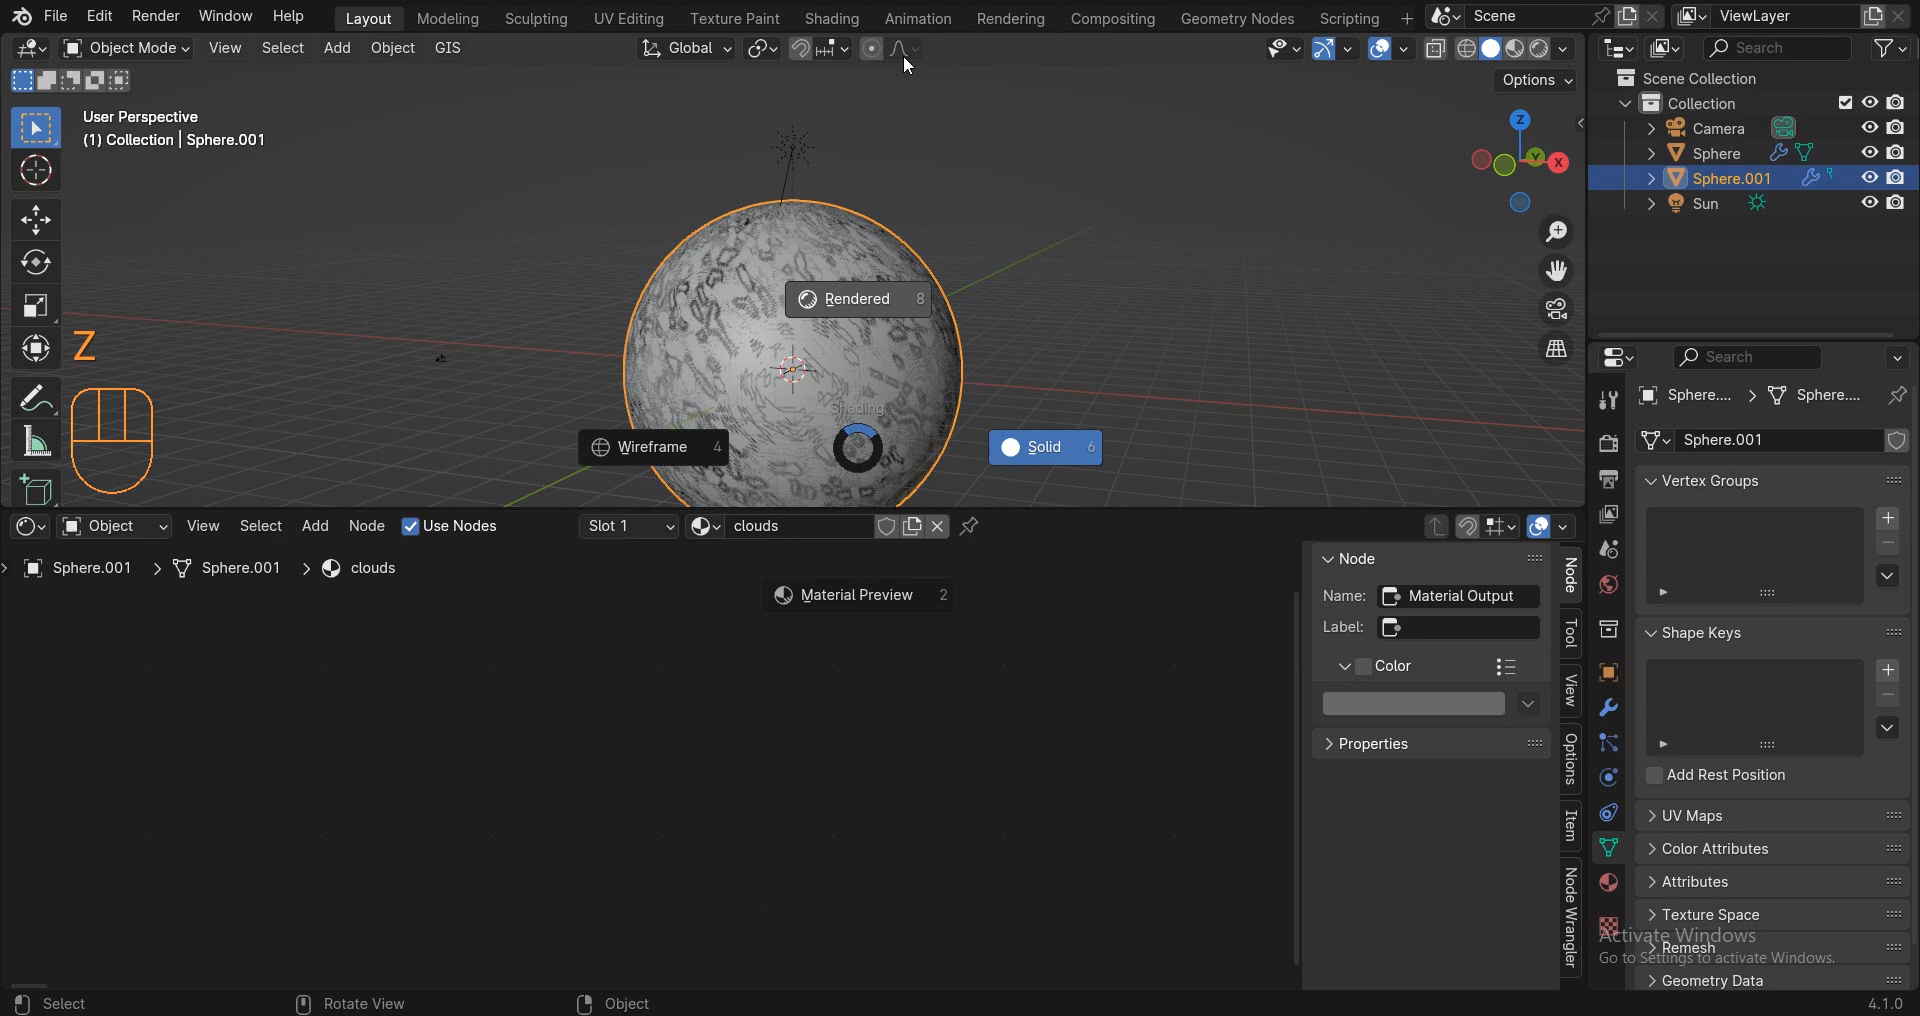 File Edit Render Window Help Layout Modeling Sculpting UV Editing Texture Paint Shading Animation Rendering Compositing Geometry Nodes Scripting + Scene ViewLayer
Object Mode View Select Add Object GIS Global Search
Options
User Perspective
(1) Collection | Sphere.001
Scene Collection
Collection
Camera
Sphere
Sphere.001
Sun
Z
Y
X
Rendered 8
Z
Shading
Wireframe 4
Solid 6
Material Preview 2
Object View Select Add Node Use Nodes Slot 1 clouds
Sphere.001 > Sphere.001 > clouds
Node
Name: Material Output
Label:
Color
Properties
Node
Tool
View
Options
Item
Node Wrangler
Search
Sphere.... > Sphere....
Sphere.001
Vertex Groups
Shape Keys
Add Rest Position
UV Maps
Color Attributes
Attributes
Texture Space
Activate Windows
Remesh
Go to Settings to activate Windows.
Geometry Data
Select Rotate View Object 4.1.0